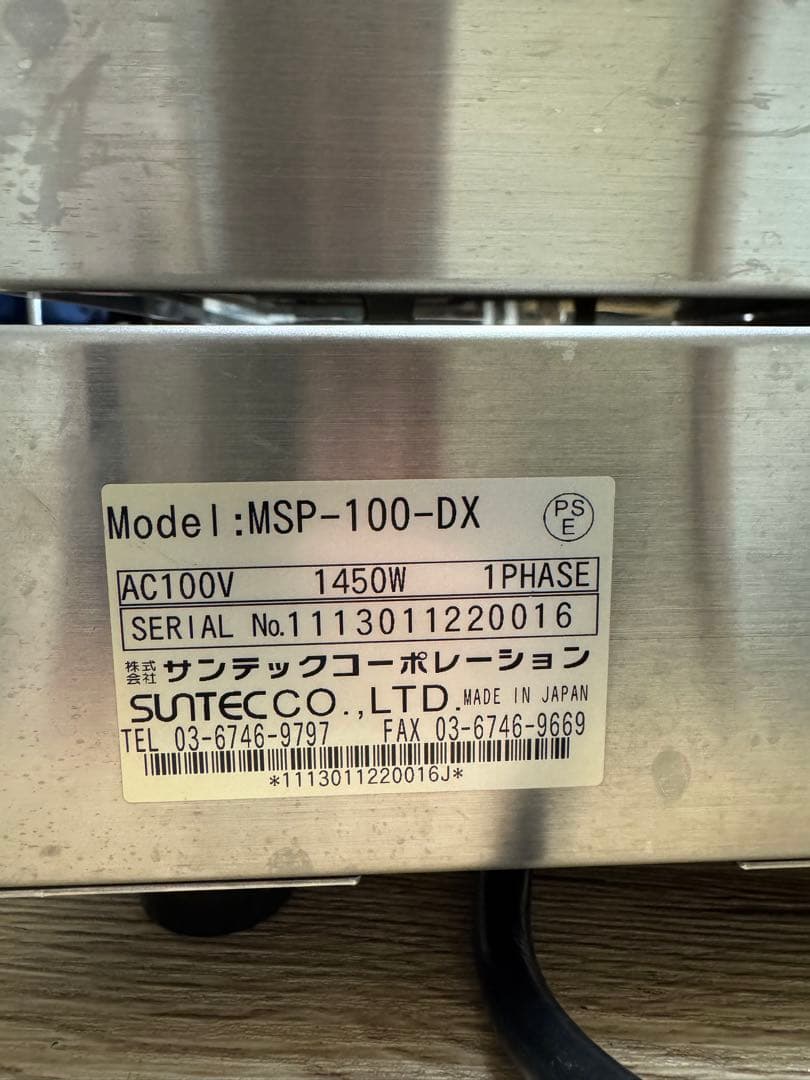 Model:MSP-100-DX
PS
E
AC100V 1450W 1PHASE
SERIAL No.1113011220016
株式会社 サンテックコーポレーション
SUNTECCO.,LTD. MADE IN JAPAN
TEL 03-6746-9797 FAX 03-6746-9669
*1113011220016J*